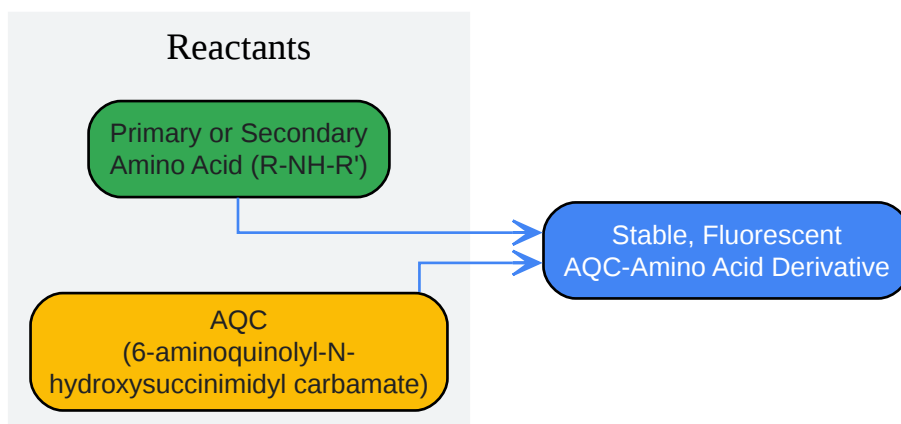 Reactants
Primary or Secondary
Amino Acid (R-NH-R')
Stable, Fluorescent
AQC-Amino Acid Derivative
AQC
(6-aminoquinolyl-N-
hydroxysuccinimidyl carbamate)